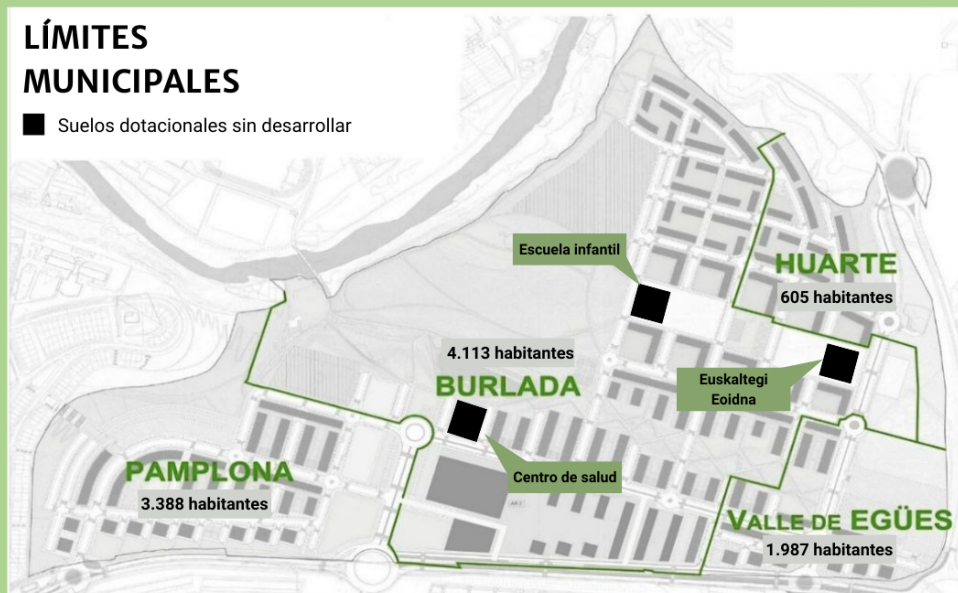 LÍMITES
MUNICIPALES
Suelos dotacionales sin desarrollar
Escuela infantil
HUARTE
605 habitantes
4.113 habitantes
BURLADA
Euskaltegi
Eoidna
Centro de salud
PAMPLONA
3.388 habitantes
VALLE DE EGÜES
1.987 habitantes